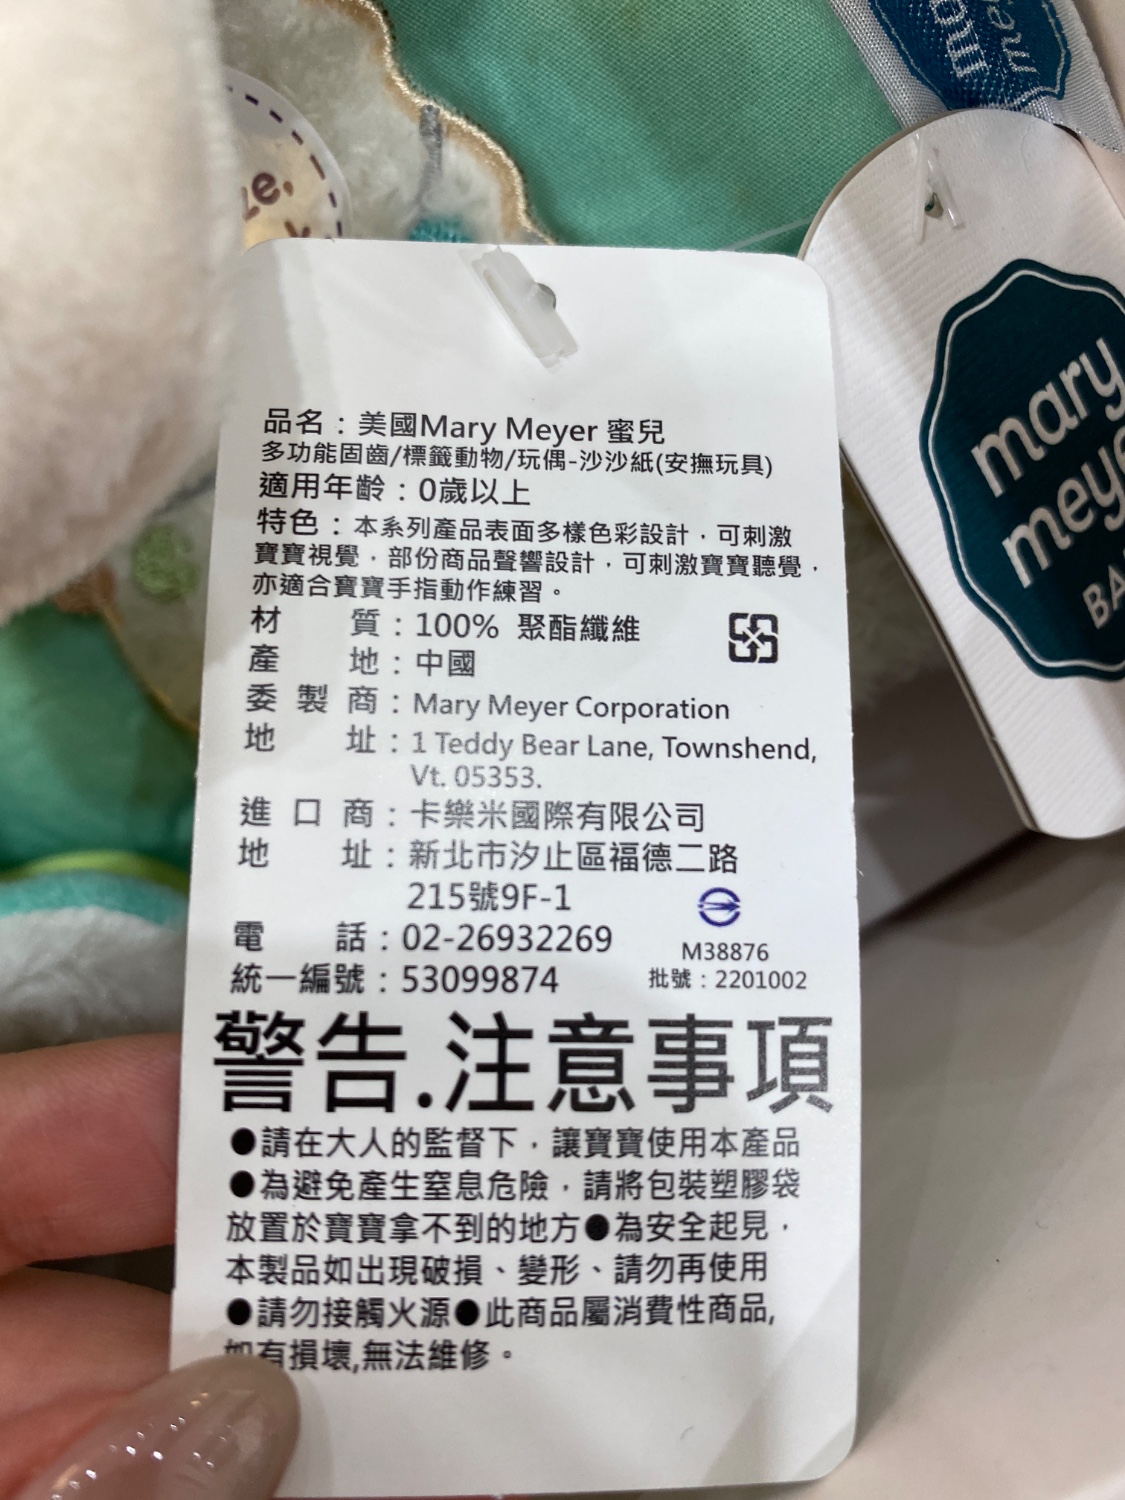 ze,
mary
meye
BA
品名：美國Mary Meyer 蜜兒
多功能固齒/標籤動物/玩偶-沙沙紙(安撫玩具)
適用年齡：0歲以上
特色：本系列產品表面多樣色彩設計，可刺激
寶寶視覺，部份商品聲響設計，可刺激寶寶聽覺，
亦適合寶寶手指動作練習。
材質：100% 聚酯纖維
產地：中國
委製商：Mary Meyer Corporation
地址：1 Teddy Bear Lane, Townshend,
Vt. 05353.
進口商：卡樂米國際有限公司
地址：新北市汐止區福德二路
215號9F-1
電話：02-26932269
M38876
統一編號：53099874
批號：2201002
警告.注意事項
●請在大人的監督下，讓寶寶使用本產品
●為避免產生窒息危險，請將包裝塑膠袋
放置於寶寶拿不到的地方●為安全起見，
本製品如出現破損、變形、請勿再使用
●請勿接觸火源●此商品屬消費性商品,
如有損壞,無法維修。